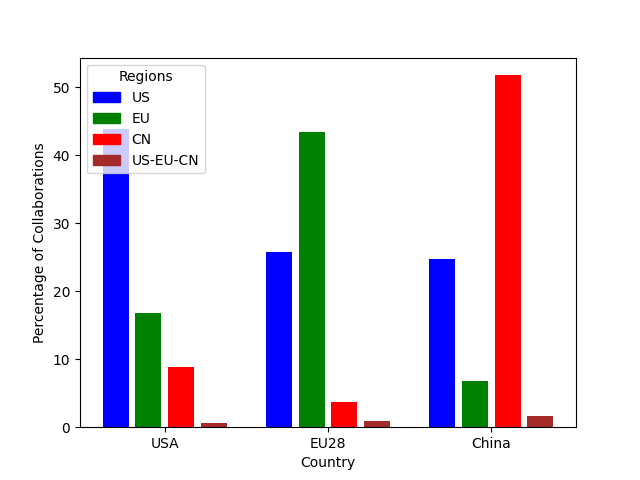 Regions
US
EU
CN
US-EU-CN
50
40
30
20
10
0
Percentage of Collaborations
USA
EU28
China
Country